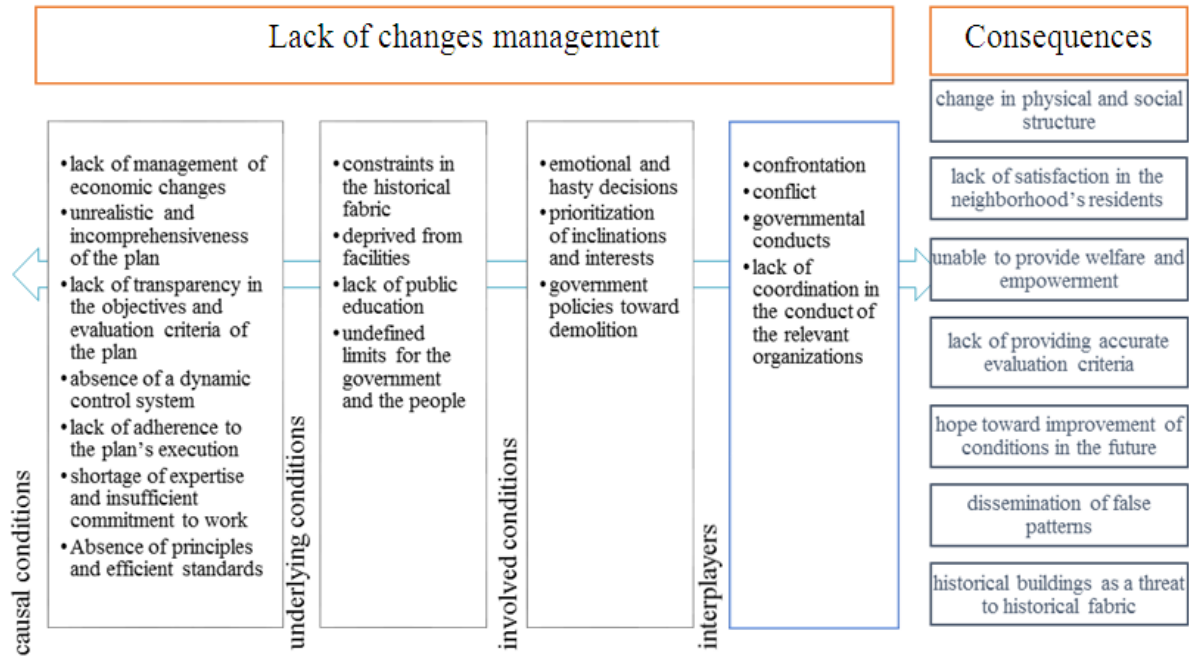 Lack of changes management
Consequences
causal conditions
•lack of management of
economic changes
•unrealistic and
incomprehensiveness
of the plan
•lack of transparency in
the objectives and
evaluation criteria of
the plan
•absence of a dynamic
control system
•lack of adherence to
the plan's execution
•shortage of expertise
and insufficient
commitment to work
•Absence of principles
and efficient standards
underlying conditions
•constraints in
the historical
fabric
•deprived from
facilities
•lack of public
education
•undefined
limits for the
government
and the people
involved conditions
•emotional and
hasty decisions
•prioritization
of inclinations
and interests
•government
policies toward
demolition
interplayers
•confrontation
•conflict
•governmental
conducts
•lack of
coordination in
the conduct of
the relevant
organizations
change in physical and social
structure
lack of satisfaction in the
neighborhood's residents
unable to provide welfare and
empowerment
lack of providing accurate
evaluation criteria
hope toward improvement of
conditions in the future
dissemination of false
patterns
historical buildings as a threat
to historical fabric